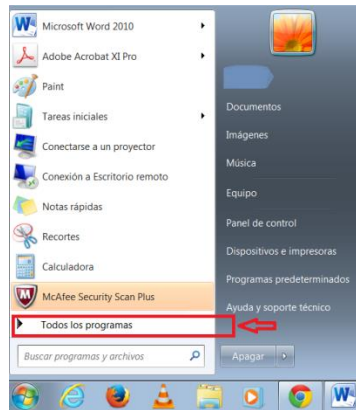 Microsoft Word 2010
Adobe Acrobat XI Pro
Paint
Tareas iniciales
Conectarse a un proyector
Conexión a Escritorio remoto
Notas rápidas
Recortes
Calculadora
McAfee Security Scan Plus
Todos los programas
Buscar programas y archivos
Documentos
Imágenes
Música
Equipo
Panel de control
Dispositivos e impresoras
Programas predeterminados
Ayuda y soporte técnico
Apagar